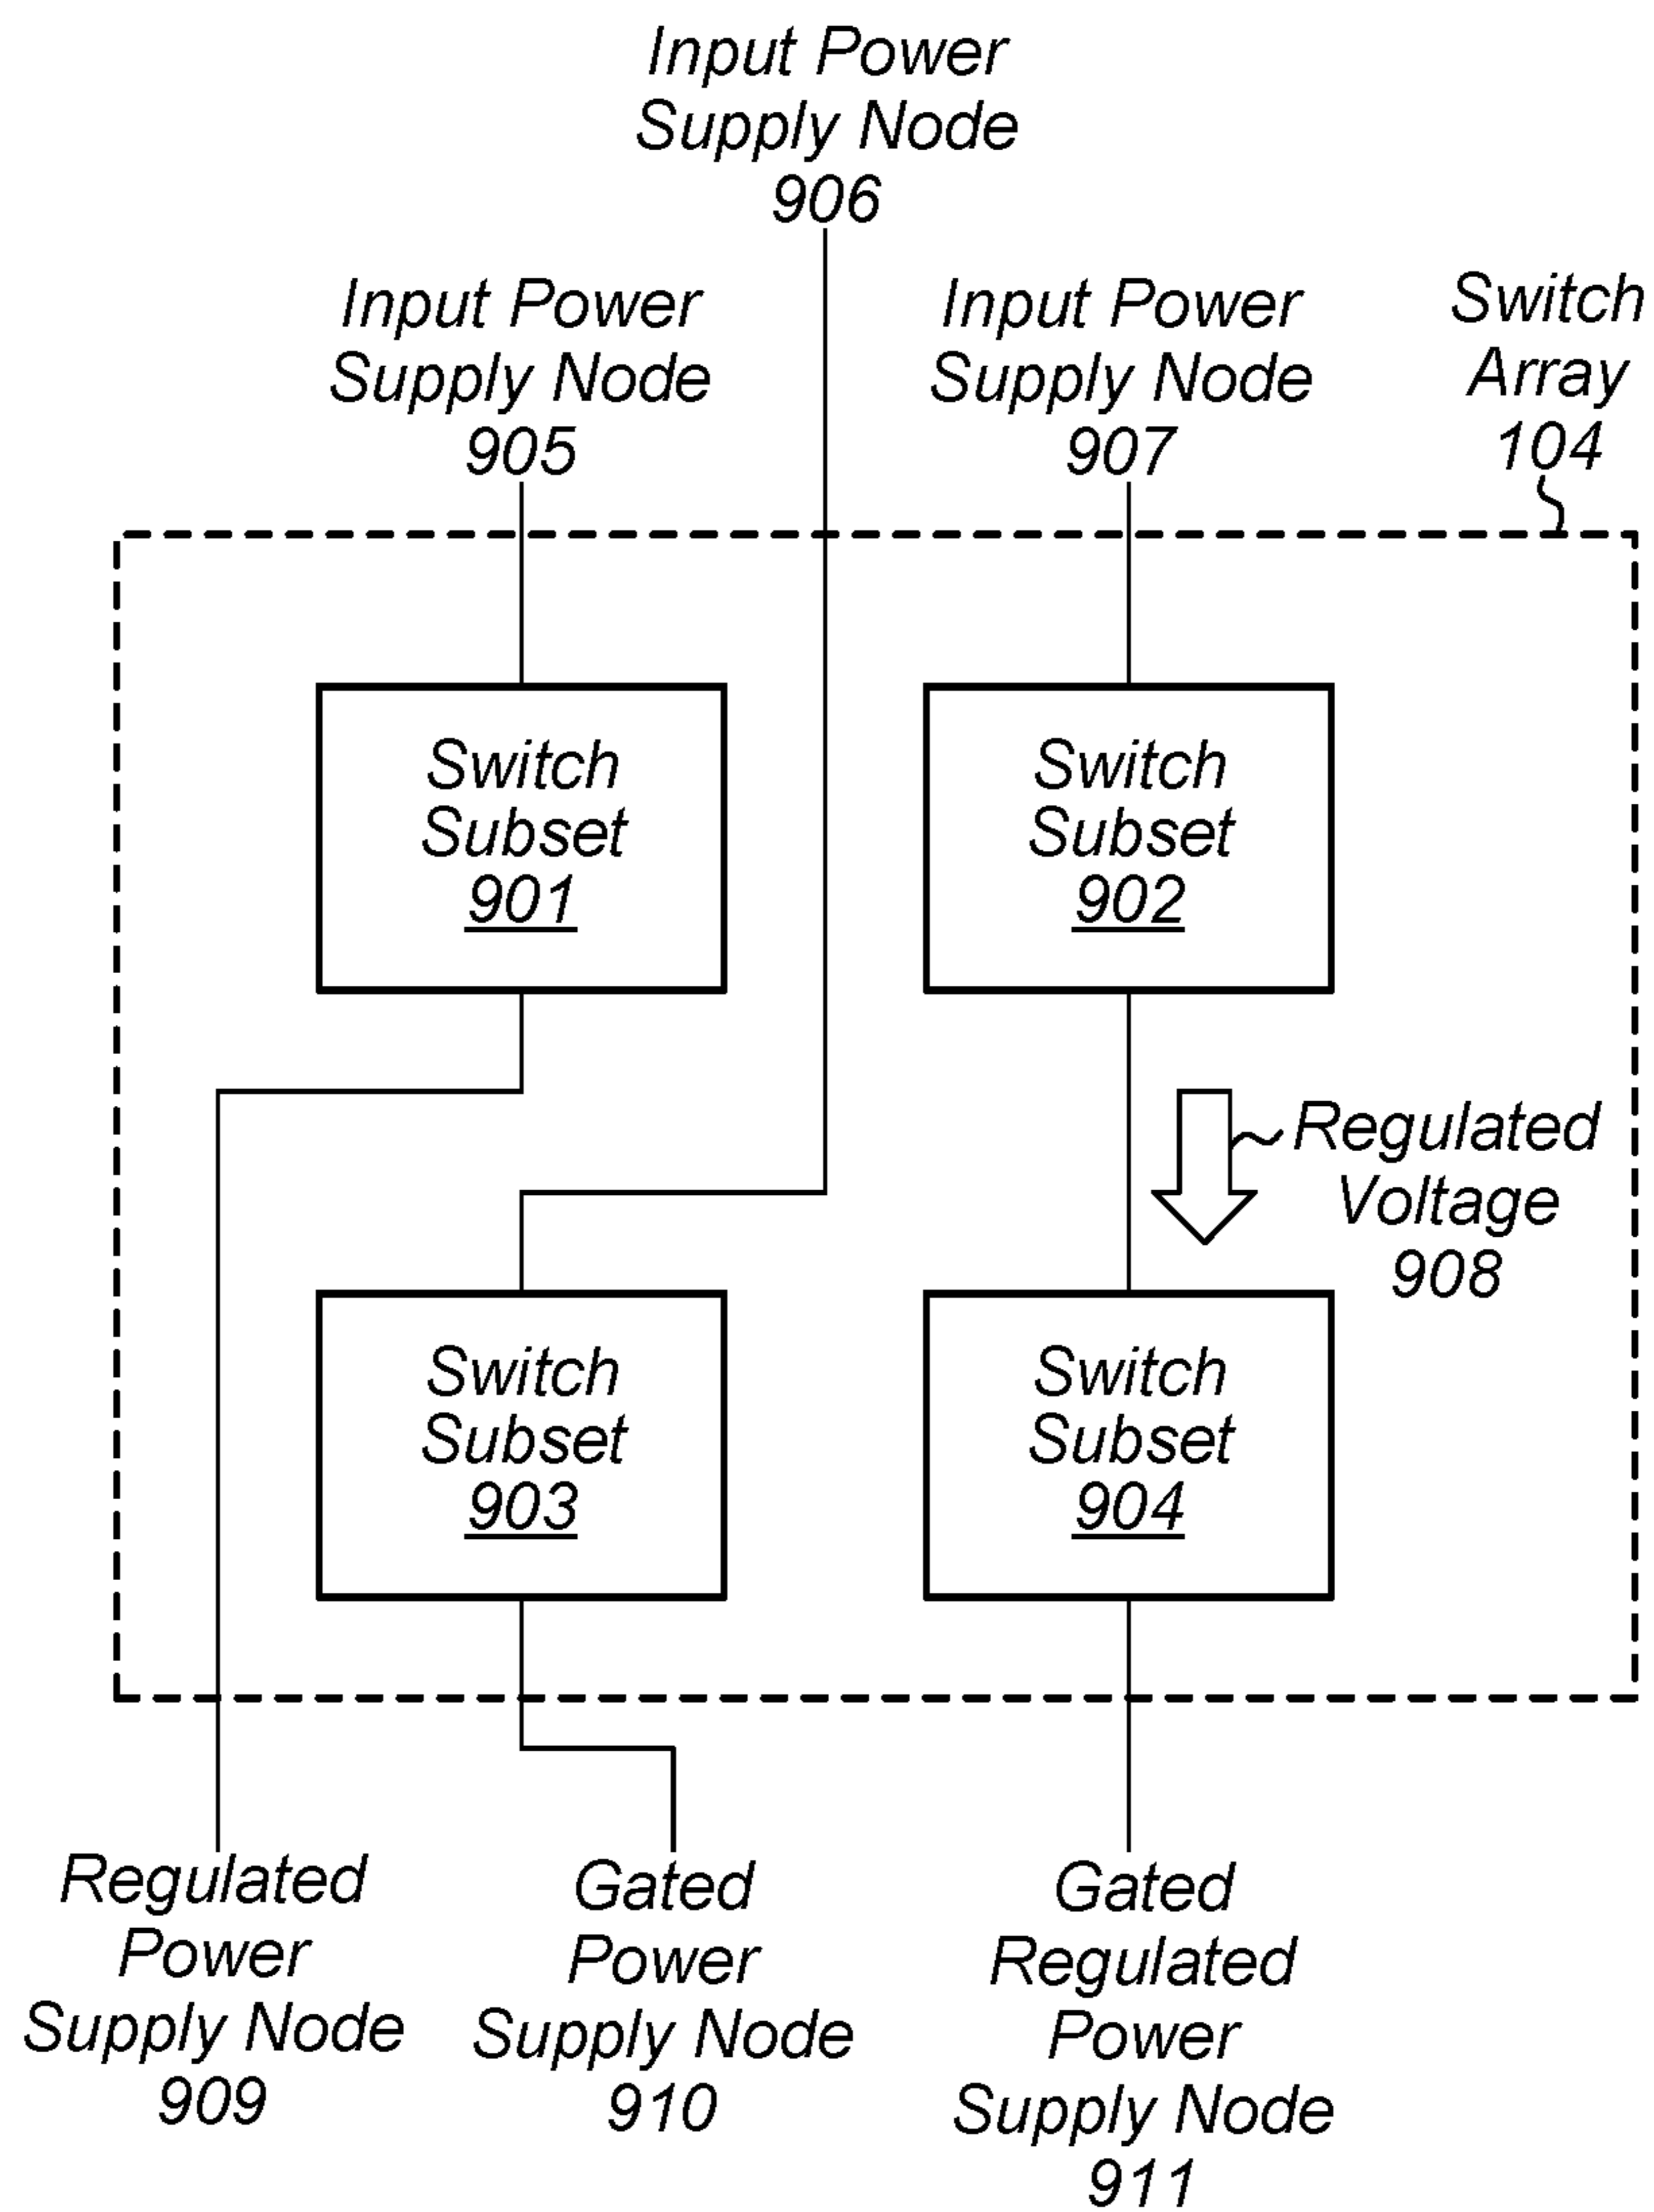 Input Power
Supply Node
906
Input Power
Supply Node
905
Input Power
Supply Node
907
Switch
Array
104
Switch
Subset
901
Switch
Subset
902
Regulated
Voltage
908
Switch
Subset
903
Switch
Subset
904
Regulated
Power
Supply Node
909
Gated
Power
Supply Node
910
Gated
Regulated
Power
Supply Node
911